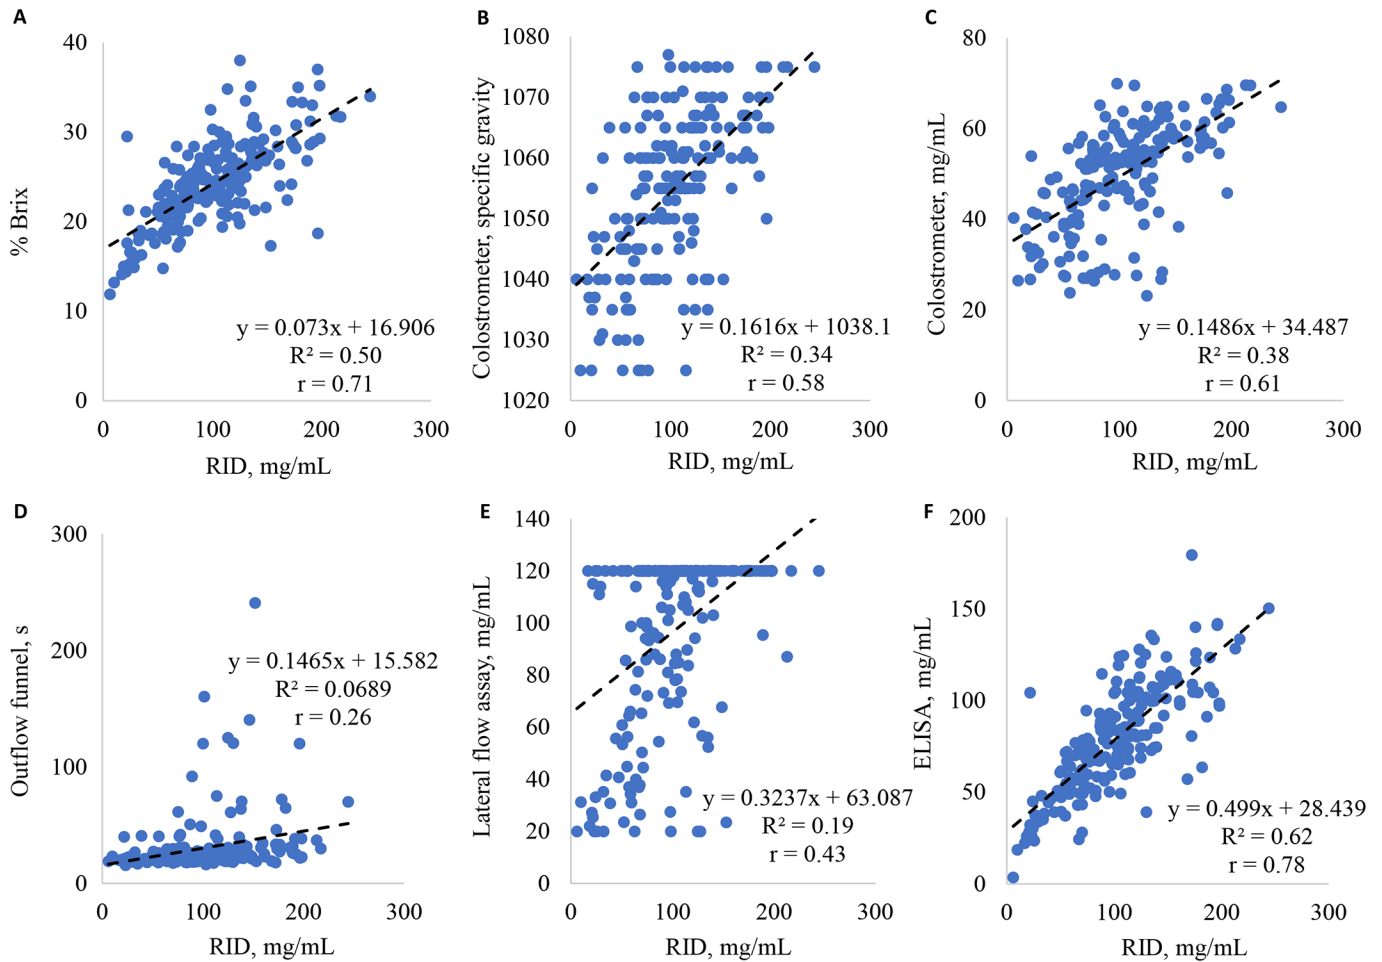 A
% Brix
40
30
20
10
0
y = 0.073x + 16.906
R² = 0.50
r = 0.71
0 100 200 300
RID, mg/mL
B
Colostrometer, specific gravity
1080
1070
1060
1050
1040
1030
1020
y = 0.1616x + 1038.1
R² = 0.34
r = 0.58
0 100 200 300
RID, mg/mL
C
Colostrometer, mg/mL
80
60
40
20
0
y = 0.1486x + 34.487
R² = 0.38
r = 0.61
0 100 200 300
RID, mg/mL
D
Outflow funnel, s
300
200
100
0
y = 0.1465x + 15.582
R² = 0.0689
r = 0.26
0 100 200 300
RID, mg/mL
E
Lateral flow assay, mg/mL
140
120
100
80
60
40
20
0
y = 0.3237x + 63.087
R² = 0.19
r = 0.43
0 100 200 300
RID, mg/mL
F
ELISA, mg/mL
200
150
100
50
0
y = 0.499x + 28.439
R² = 0.62
r = 0.78
0 100 200 300
RID, mg/mL